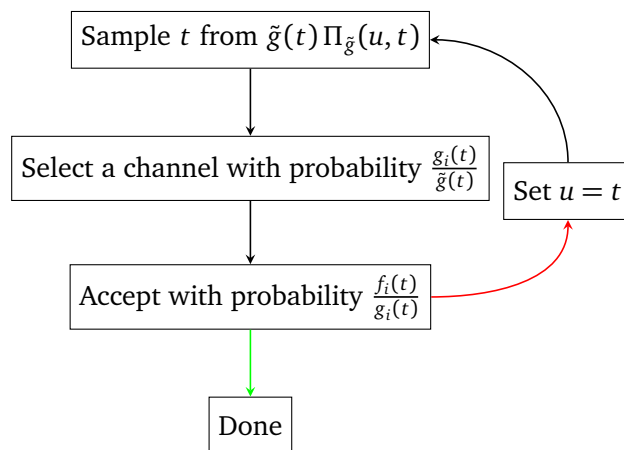 Sample t from g̃(t) Π_g̃(u, t)
Select a channel with probability g_i(t)/g̃(t)
Set u = t
Accept with probability f_i(t)/g_i(t)
Done